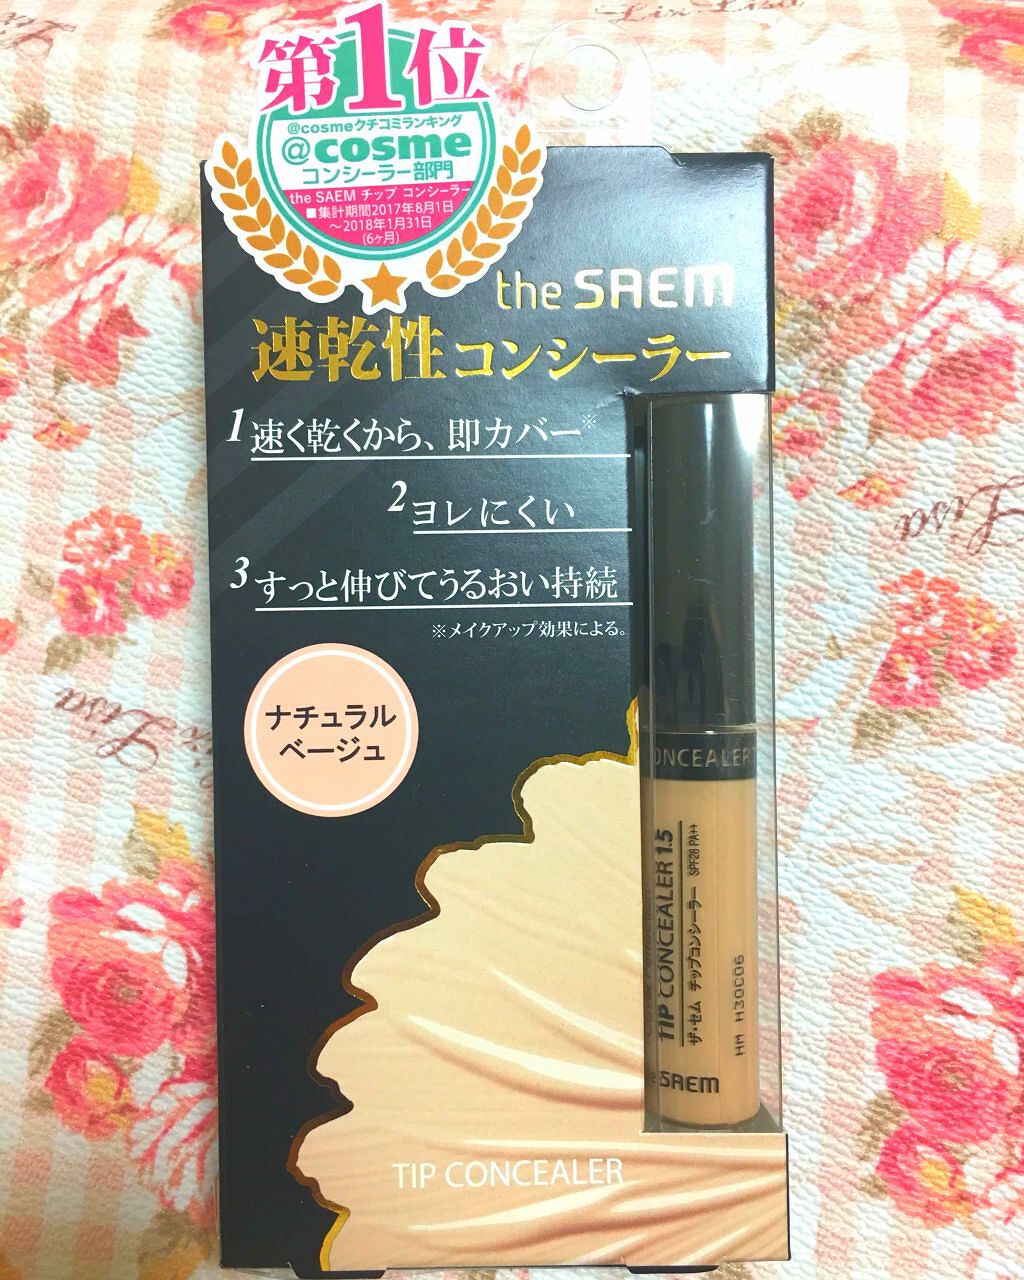 第1位
@cosmeクチコミランキング
@cosme
コンシーラー部門
the SAEM チップ コンシーラー
■集計期間2017年8月1日
～2018年1月31日
(6ヶ月)
the SAEM
速乾性コンシーラー
1 速く乾くから、即カバー※
2 ヨレにくい
3 すっと伸びてうるおい持続
※メイクアップ効果による。
ナチュラル
ベージュ
CONCEALER
TIP CONCEALER 1.5
ザ・セム チップコンシーラー SPF28 PA++
HM H30C06
the SAEM
TIP CONCEALER
Lisa
Lisa
Lisa